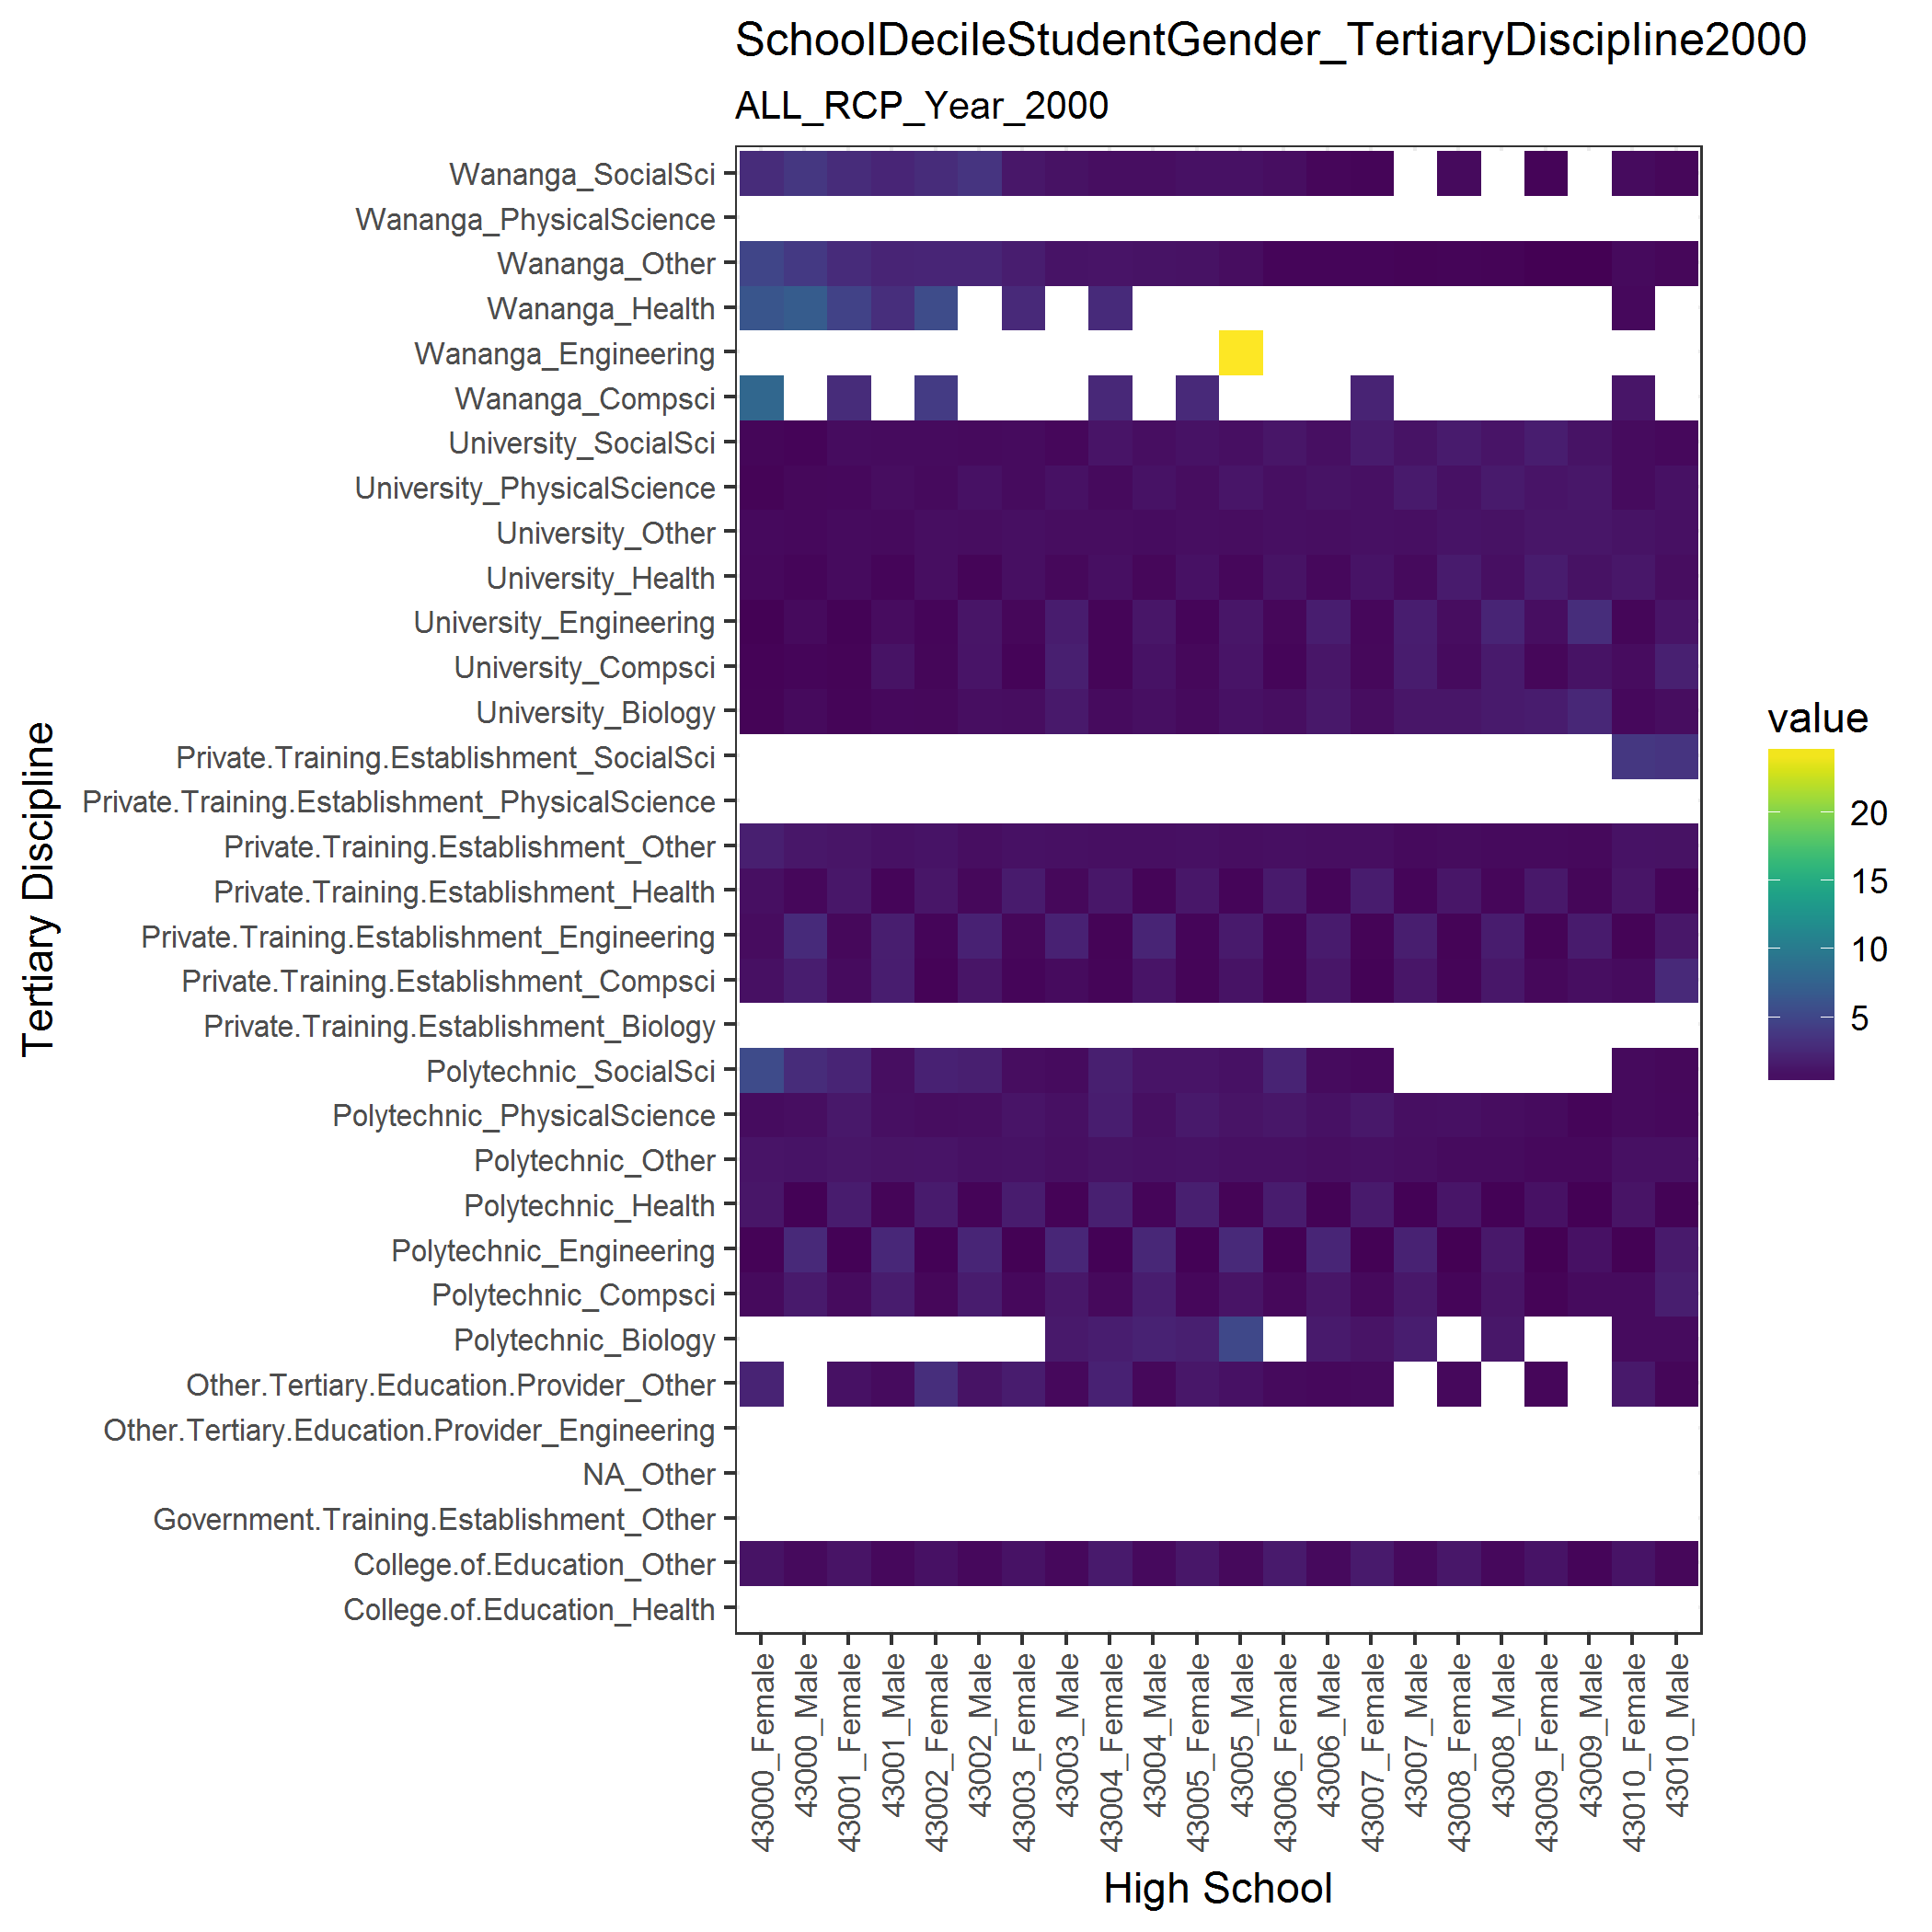 SchoolDecileStudentGender_TertiaryDiscipline2000
ALL_RCP_Year_2000
Tertiary Discipline
Wananga_SocialSci
Wananga_PhysicalScience
Wananga_Other
Wananga_Health
Wananga_Engineering
Wananga_Compsci
University_SocialSci
University_PhysicalScience
University_Other
University_Health
University_Engineering
University_Compsci
University_Biology
Private.Training.Establishment_SocialSci
Private.Training.Establishment_PhysicalScience
Private.Training.Establishment_Other
Private.Training.Establishment_Health
Private.Training.Establishment_Engineering
Private.Training.Establishment_Compsci
Private.Training.Establishment_Biology
Polytechnic_SocialSci
Polytechnic_PhysicalScience
Polytechnic_Other
Polytechnic_Health
Polytechnic_Engineering
Polytechnic_Compsci
Polytechnic_Biology
Other.Tertiary.Education.Provider_Other
Other.Tertiary.Education.Provider_Engineering
NA_Other
Government.Training.Establishment_Other
College.of.Education_Other
College.of.Education_Health
43000_Female
43000_Male
43001_Female
43001_Male
43002_Female
43002_Male
43003_Female
43003_Male
43004_Female
43004_Male
43005_Female
43005_Male
43006_Female
43006_Male
43007_Female
43007_Male
43008_Female
43008_Male
43009_Female
43009_Male
43010_Female
43010_Male
High School
value
20
15
10
5